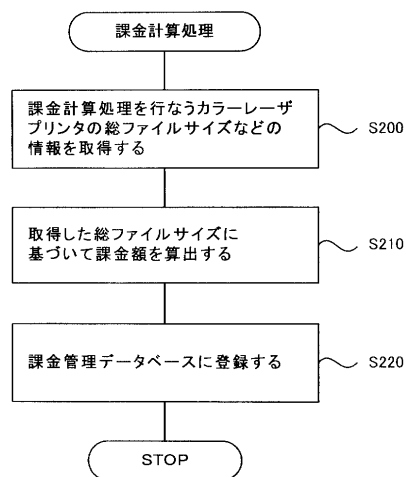 課金計算処理
課金計算処理を行なうカラーレーザ
プリンタの総ファイルサイズなどの
情報を取得する
S200
取得した総ファイルサイズに
基づいて課金額を算出する
S210
課金管理データベースに登録する
S220
STOP